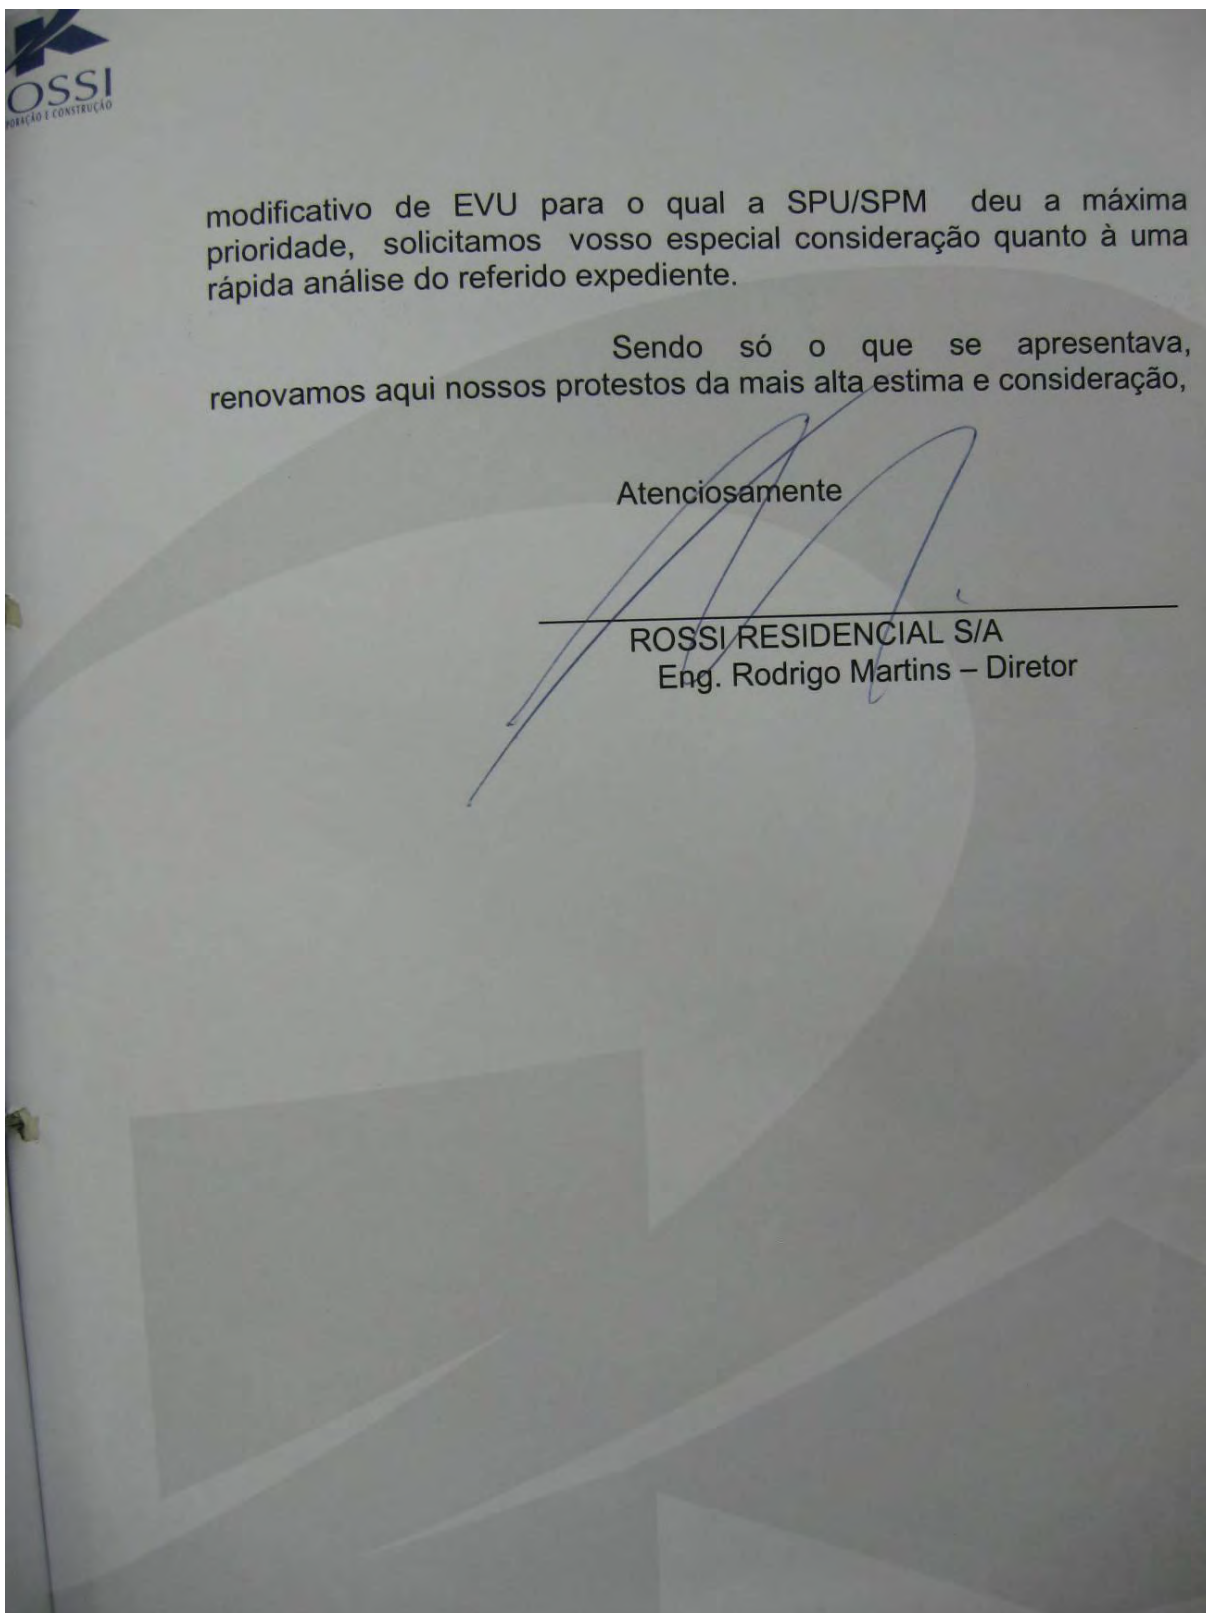 OSSI
PORAÇÃO E CONSTRUÇÃO
modificativo de EVU para o qual a SPU/SPM deu a máxima
prioridade, solicitamos vosso especial consideração quanto à uma
rápida análise do referido expediente.
Sendo só o que se apresentava,
renovamos aqui nossos protestos da mais alta estima e consideração,
Atenciosamente
ROSSI RESIDENCIAL S/A
Eng. Rodrigo Martins – Diretor